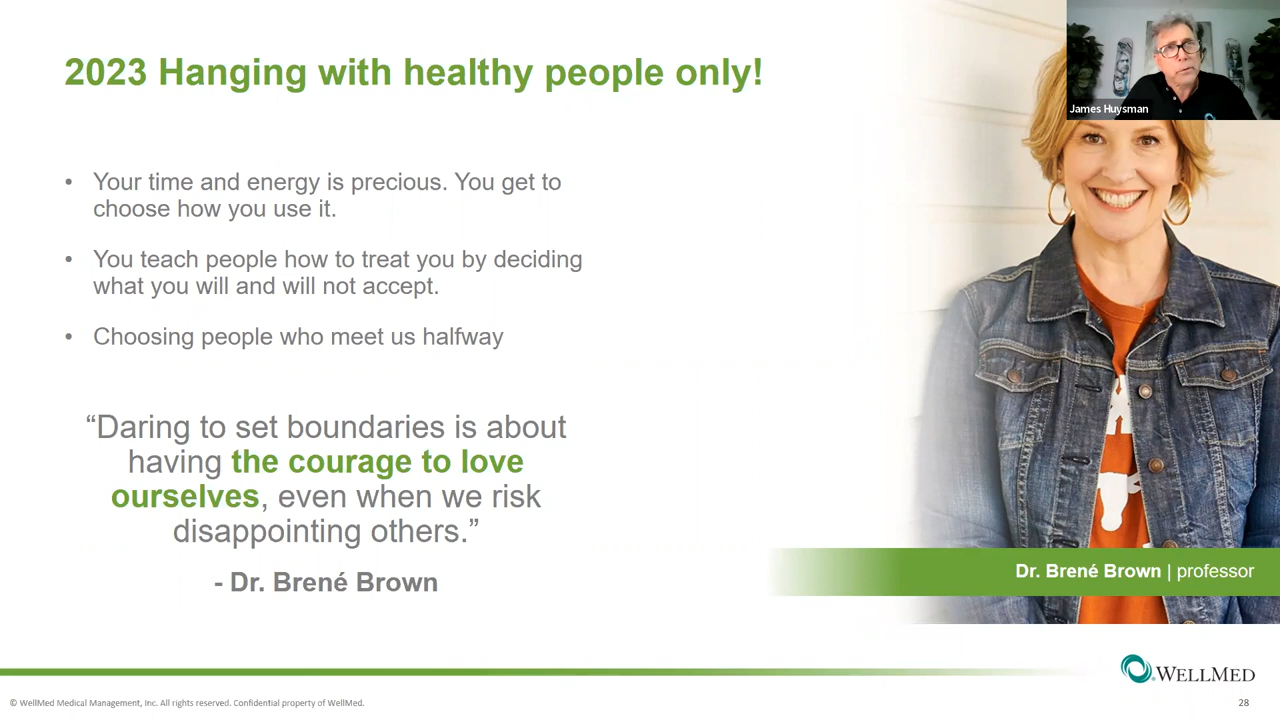 2023 Hanging with healthy people only!
James Huysman
• Your time and energy is precious. You get to
choose how you use it.
• You teach people how to treat you by deciding
what you will and will not accept.
• Choosing people who meet us halfway
“Daring to set boundaries is about
having the courage to love
ourselves, even when we risk
disappointing others.”
- Dr. Brené Brown
Dr. Brené Brown | professor
WELLMED
© WellMed Medical Management, Inc. All rights reserved. Confidential property of WellMed.
28